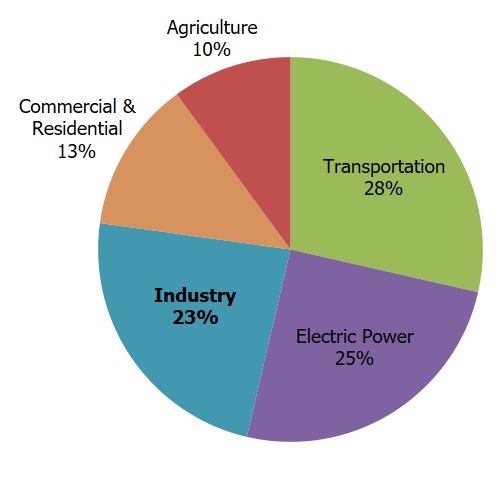 Agriculture
10%
Commercial &
Residential
13%
Transportation
28%
Industry
23%
Electric Power
25%